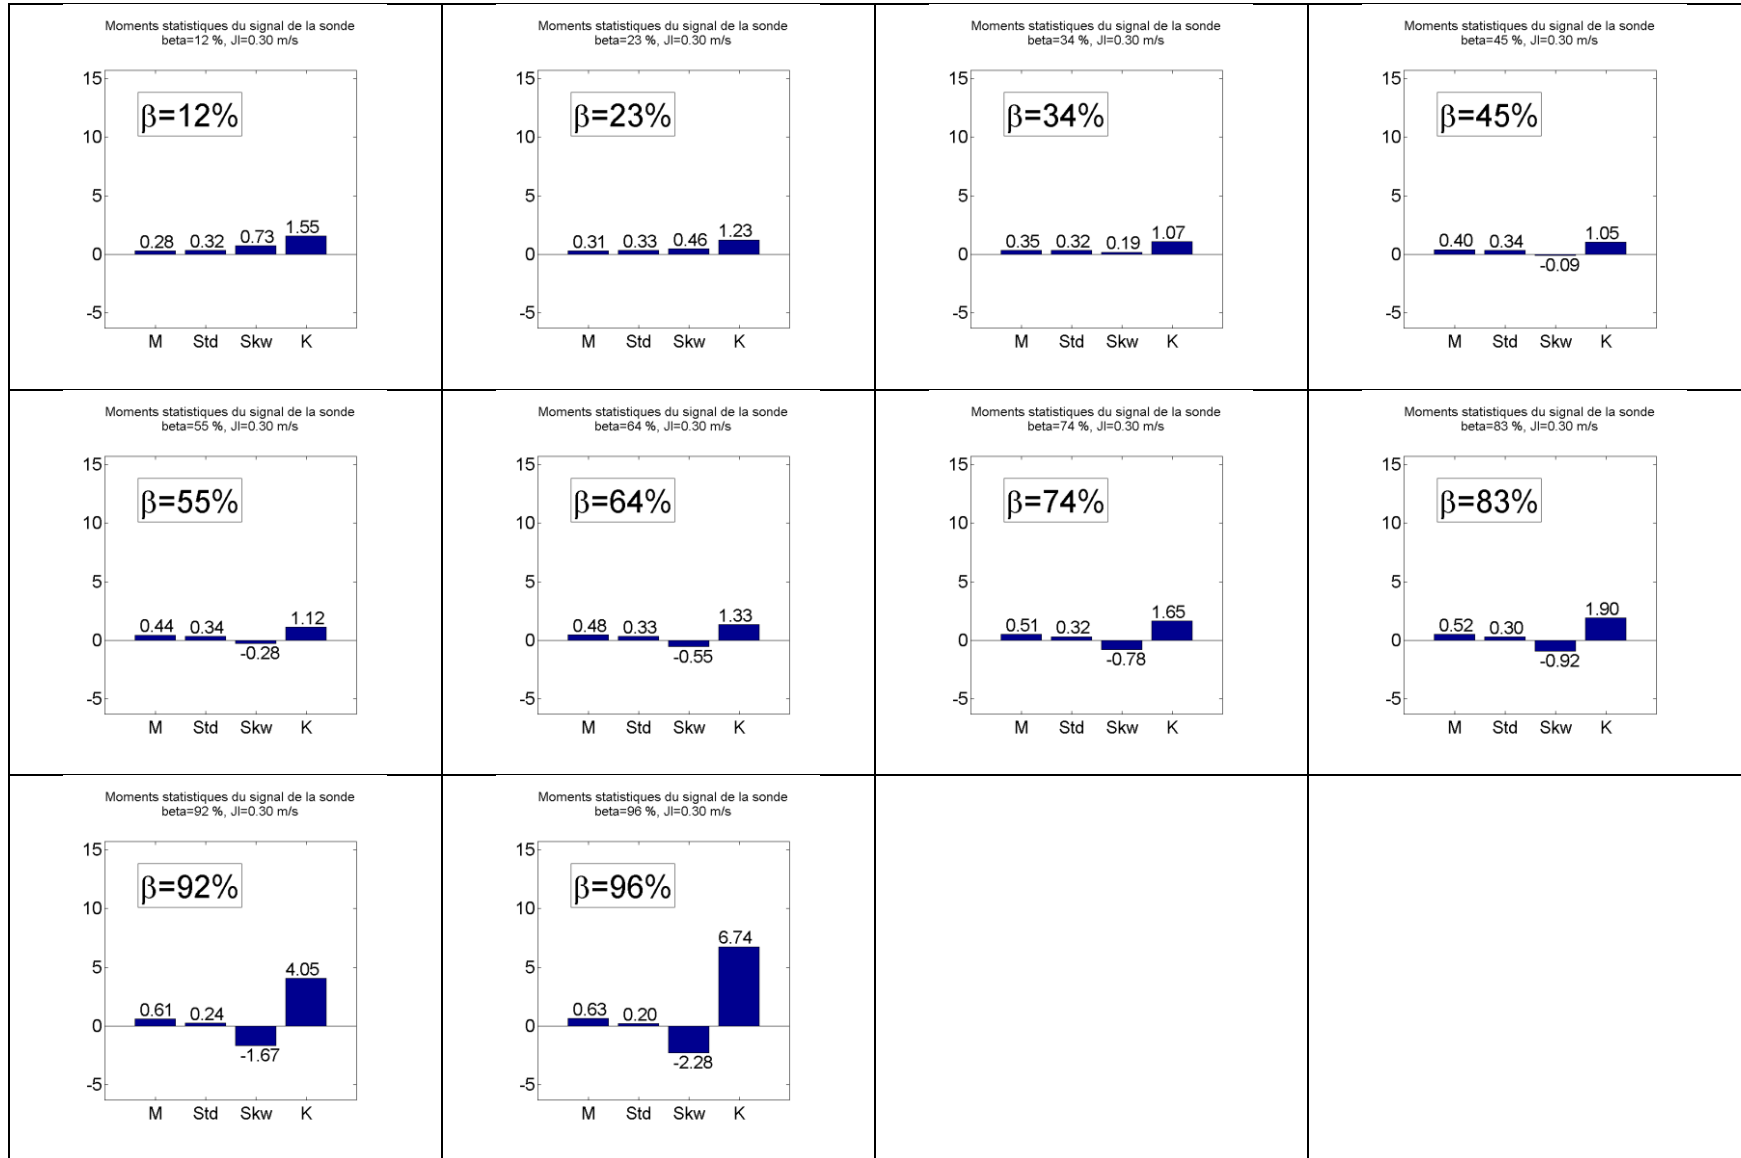 Moments statistiques du signal de la sonde
beta=12 %, Jl=0.30 m/s
15
β=12%
10
5
0.28 0.32 0.73 1.55
0
-5
M Std Skw K
Moments statistiques du signal de la sonde
beta=23 %, Jl=0.30 m/s
15
β=23%
10
5
0.31 0.33 0.46 1.23
0
-5
M Std Skw K
Moments statistiques du signal de la sonde
beta=34 %, Jl=0.30 m/s
15
β=34%
10
5
0.35 0.32 0.19 1.07
0
-5
M Std Skw K
Moments statistiques du signal de la sonde
beta=45 %, Jl=0.30 m/s
15
β=45%
10
5
0.40 0.34 1.05
0
-0.09
-5
M Std Skw K
Moments statistiques du signal de la sonde
beta=55 %, Jl=0.30 m/s
15
β=55%
10
5
0.44 0.34 1.12
0
-0.28
-5
M Std Skw K
Moments statistiques du signal de la sonde
beta=64 %, Jl=0.30 m/s
15
β=64%
10
5
0.48 0.33 1.33
0
-0.55
-5
M Std Skw K
Moments statistiques du signal de la sonde
beta=74 %, Jl=0.30 m/s
15
β=74%
10
5
0.51 0.32 1.65
0
-0.78
-5
M Std Skw K
Moments statistiques du signal de la sonde
beta=83 %, Jl=0.30 m/s
15
β=83%
10
5
0.52 0.30 1.90
0
-0.92
-5
M Std Skw K
Moments statistiques du signal de la sonde
beta=92 %, Jl=0.30 m/s
15
β=92%
10
5
4.05
0.61 0.24
0
-1.67
-5
M Std Skw K
Moments statistiques du signal de la sonde
beta=96 %, Jl=0.30 m/s
15
β=96%
10
6.74
5
0.63 0.20
0
-2.28
-5
M Std Skw K